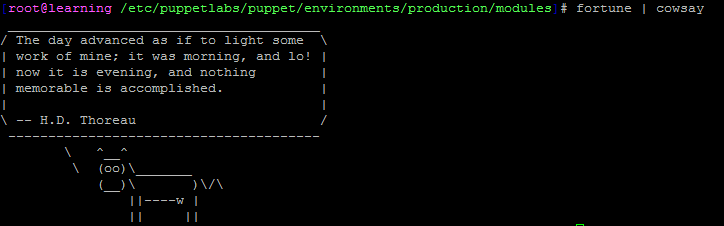 [root@learning /etc/puppetlabs/puppet/environments/production/modules]# fortune | cowsay
 _______________________________________
/ The day advanced as if to light some  \
| work of mine; it was morning, and lo! |
| now it is evening, and nothing        |
| memorable is accomplished.            |
|                                       |
\ -- H.D. Thoreau                       /
 ---------------------------------------
        \   ^__^
         \  (oo)\_______
            (__)\       )\/\
                ||----w |
                ||     ||